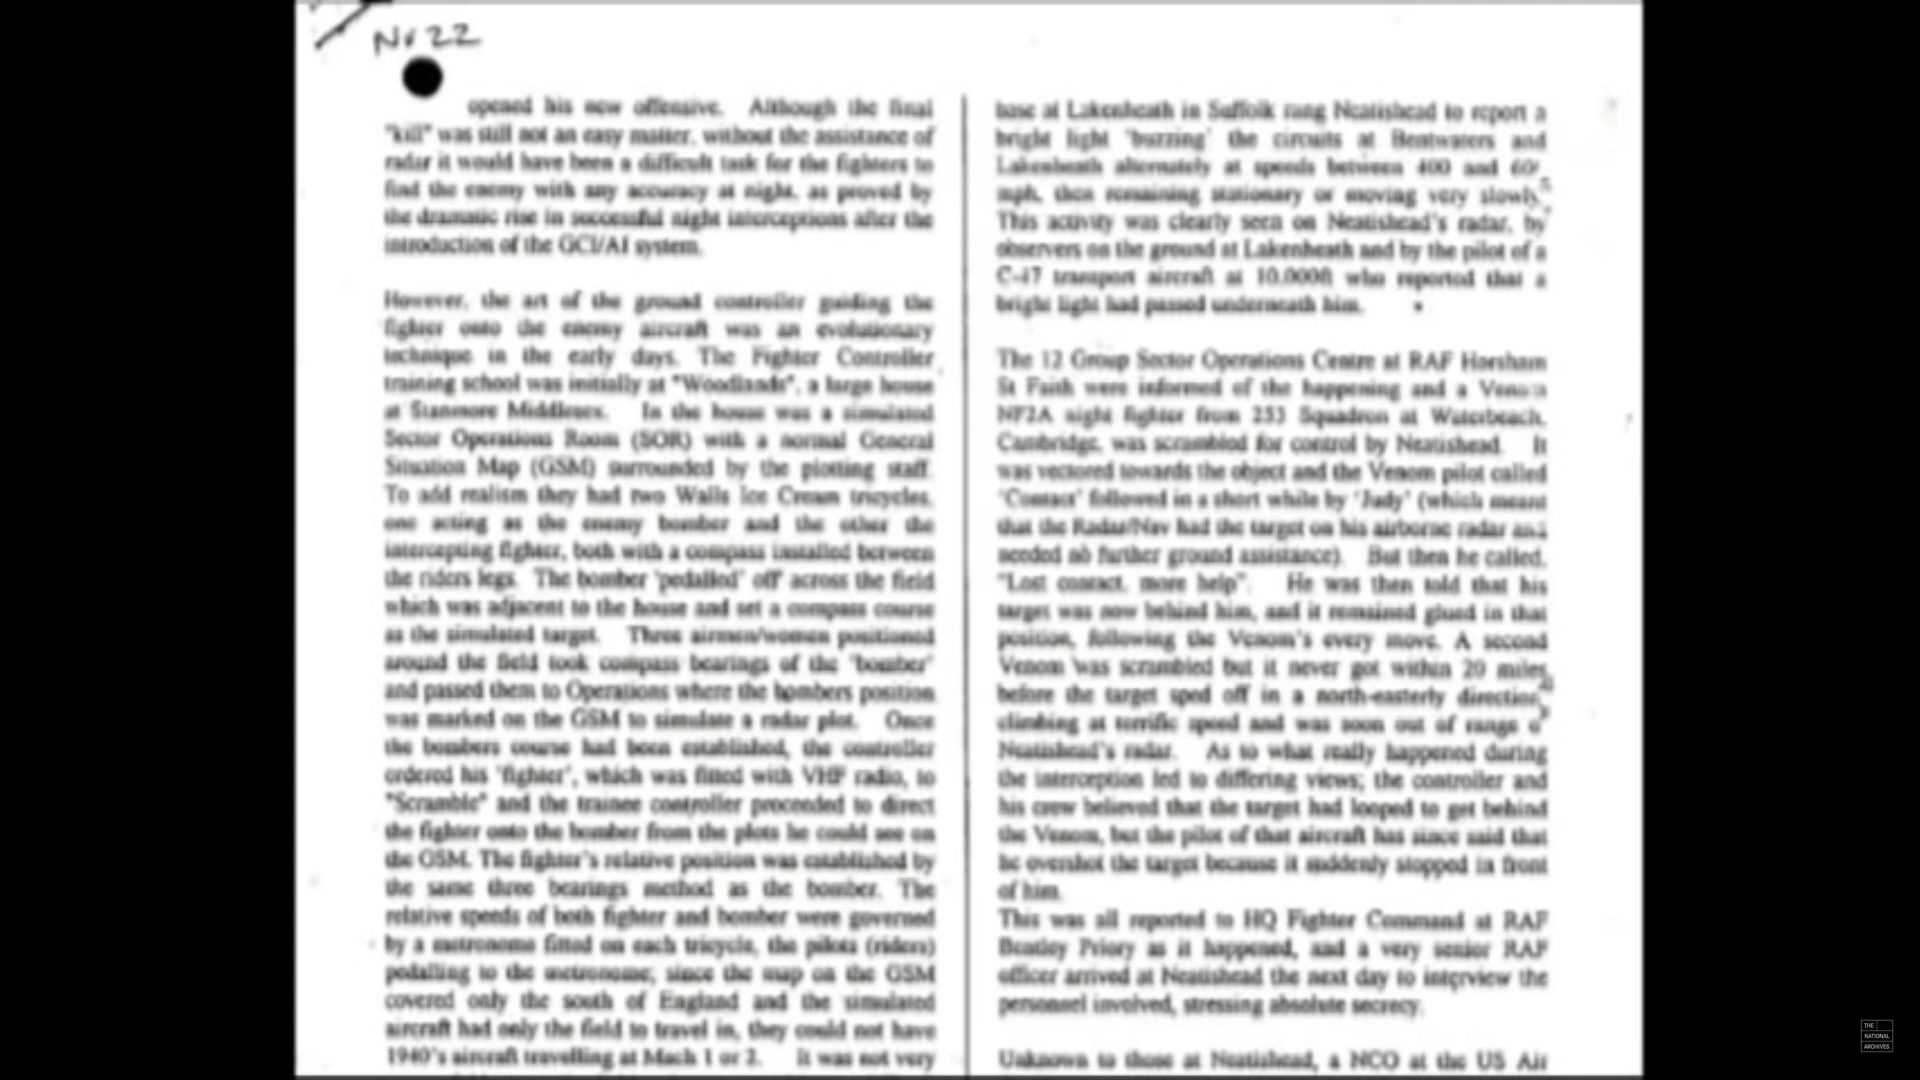 Nr 22
opened his new offensive. Although the final
"kill" was still not an easy matter, without the assistance of
radar it would have been a difficult task for the fighters to
find the enemy with any accuracy at night, as proved by
the dramatic rise in successful night interceptions after the
introduction of the GCI/AI system.
However, the art of the ground controller guiding the
fighter onto the enemy aircraft was an evolutionary
technique in the early days. The Fighter Controller
training school was initially at "Woodlands", a large house
at Stanmore Middlesex. In the house was a simulated
Sector Operations Room (SOR) with a normal General
Situation Map (GSM) surrounded by the plotting staff.
To add realism they had two Walls Ice Cream tricycles,
one acting as the enemy bomber and the other the
intercepting fighter, both with a compass installed between
the riders legs. The bomber 'pedalled' off across the field
which was adjacent to the house and set a compass course
as the simulated target. Three airmen/women positioned
around the field took compass bearings of the 'bomber'
and passed them to Operations where the bombers position
was marked on the GSM to simulate a radar plot. Once
the bombers course had been established, the controller
ordered his 'fighter', which was fitted with VHF radio, to
"Scramble" and the trainee controller proceeded to direct
the fighter onto the bomber from the plots he could see on
the GSM. The fighter's relative position was established by
the same three bearings method as the bomber. The
relative speeds of both fighter and bomber were governed
by a metronome fitted on each tricycle, the pilots (riders)
pedalling to the metronome; since the map on the GSM
covered only the south of England and the simulated
aircraft had only the field to travel in, they could not have
1940's aircraft travelling at Mach 1 or 2. It was not very
base at Lakenheath in Suffolk rang Neatishead to report a
bright light 'buzzing' the circuits at Bentwaters and
Lakenheath alternately at speeds between 400 and
mph, then remaining stationary or moving very slowly.
This activity was clearly seen on Neatishead's radar, by
observers on the ground at Lakenheath and by the pilot of a
C-47 transport aircraft at 10,000ft who reported that a
bright light had passed underneath him.
The 12 Group Sector Operations Centre at RAF Horsham
St Faith were informed of the happening and a Venom
NF2A night fighter from 253 Squadron at Waterbeach,
Cambridge, was scrambled for control by Neatishead. It
was vectored towards the object and the Venom pilot called
'Contact' followed in a short while by 'Judy' (which meant
that the Radar/Nav had the target on his airborne radar and
needed no further ground assistance). But then he called,
"Lost contact, more help". He was then told that his
target was now behind him, and it remained glued in that
position, following the Venom's every move. A second
Venom was scrambled but it never got within 20 miles
before the target sped off in a north-easterly direction,
climbing at terrific speed and was soon out of range of
Neatishead's radar. As to what really happened during
the interception led to differing views; the controller and
his crew believed that the target had looped to get behind
the Venom, but the pilot of that aircraft has since said that
he overshot the target because it suddenly stopped in front
of him.
This was all reported to HQ Fighter Command at RAF
Bentley Priory as it happened, and a very senior RAF
officer arrived at Neatishead the next day to interview the
personnel involved, stressing absolute secrecy.
Unknown to those at Neatishead, a NCO at the US Air
THE
NATIONAL
ARCHIVES